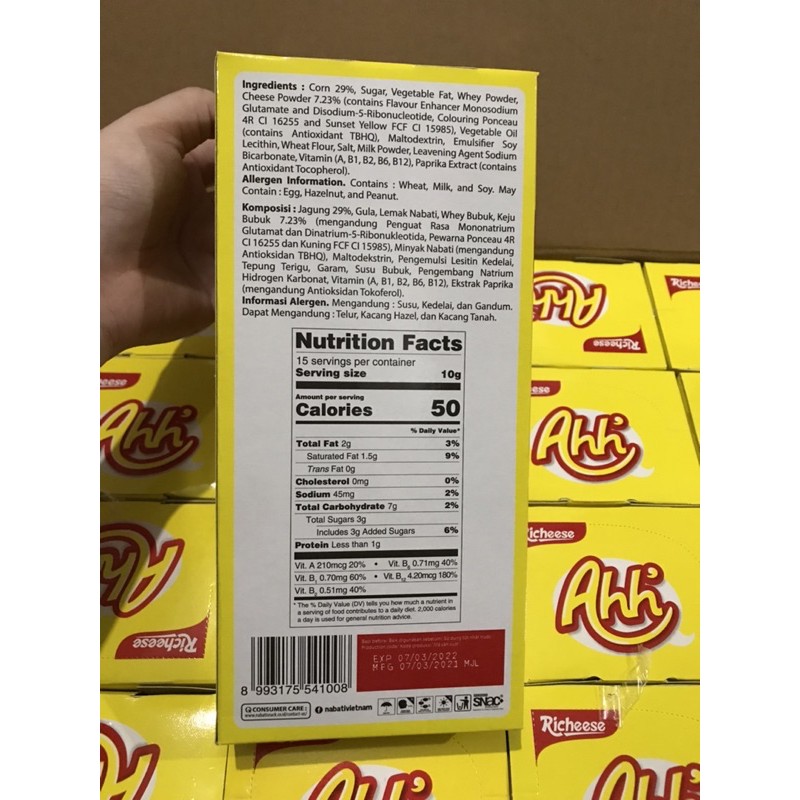 Ingredients : Corn 29%, Sugar, Vegetable Fat, Whey Powder,
Cheese Powder 7.23% (contains Flavour Enhancer Monosodium
Glutamate and Disodium-5-Ribonucleotide, Colouring Ponceau
4R CI 16255 and Sunset Yellow FCF CI 15985), Vegetable Oil
(contains Antioxidant TBHQ), Maltodextrin, Emulsifier Soy
Lecithin, Wheat Flour, Salt, Milk Powder, Leavening Agent Sodium
Bicarbonate, Vitamin (A, B1, B2, B6, B12), Paprika Extract (contains
Antioxidant Tocopherol).
Allergen Information. Contains : Wheat, Milk, and Soy. May
Contain : Egg, Hazelnut, and Peanut.
Komposisi : Jagung 29%, Gula, Lemak Nabati, Whey Bubuk, Keju
Bubuk 7.23% (mengandung Penguat Rasa Mononatrium
Glutamat dan Dinatrium-5-Ribonukleotida, Pewarna Ponceau 4R
CI 16255 dan Kuning FCF CI 15985), Minyak Nabati (mengandung
Antioksidan TBHQ), Maltodekstrin, Pengemulsi Lesitin Kedelai,
Tepung Terigu, Garam, Susu Bubuk, Pengembang Natrium
Hidrogen Karbonat, Vitamin (A, B1, B2, B6, B12), Ekstrak Paprika
(mengandung Antioksidan Tokoferol).
Informasi Alergen. Mengandung : Susu, Kedelai, dan Gandum.
Dapat Mengandung : Telur, Kacang Hazel, dan Kacang Tanah.
Nutrition Facts
15 servings per container
Serving size 10g
Amount per serving
Calories 50
% Daily Value*
Total Fat 2g 3%
Saturated Fat 1.5g 9%
Trans Fat 0g
Cholesterol 0mg 0%
Sodium 45mg 2%
Total Carbohydrate 7g 2%
Total Sugars 3g
Includes 3g Added Sugars 6%
Protein Less than 1g
Vit. A 210mcg 20% • Vit. B6 0.71mg 40%
Vit. B1 0.70mg 60% • Vit. B12 4.20mcg 180%
Vit. B2 0.51mg 40%
* The % Daily Value (DV) tells you how much a nutrient in
a serving of food contributes to a daily diet. 2,000 calories
a day is used for general nutrition advice.
EXP 07/03/2022
MFG 07/03/2021 MJL
8 993175 541008
CONSUMER CARE :
www.nabatisnack.co.id/contact-us/
nabativietnam
SNac
Ahh
Richeese
Richeese
eese
Ahh
ese
Ahh
Ahh
Richeese
icheese
Ahh
Richeese
Ahh
Ahh